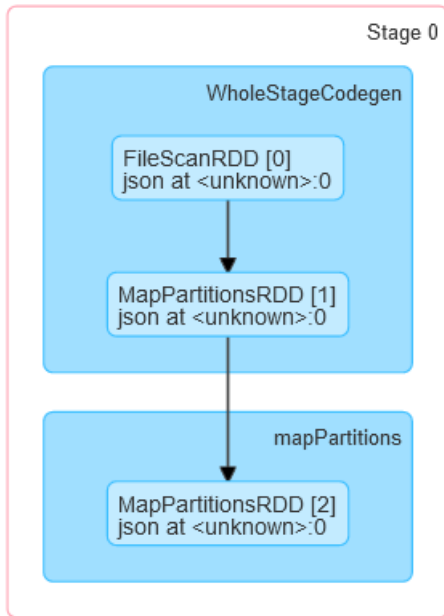 Stage 0
WholeStageCodegen
FileScanRDD [0]
json at <unknown>:0
MapPartitionsRDD [1]
json at <unknown>:0
mapPartitions
MapPartitionsRDD [2]
json at <unknown>:0